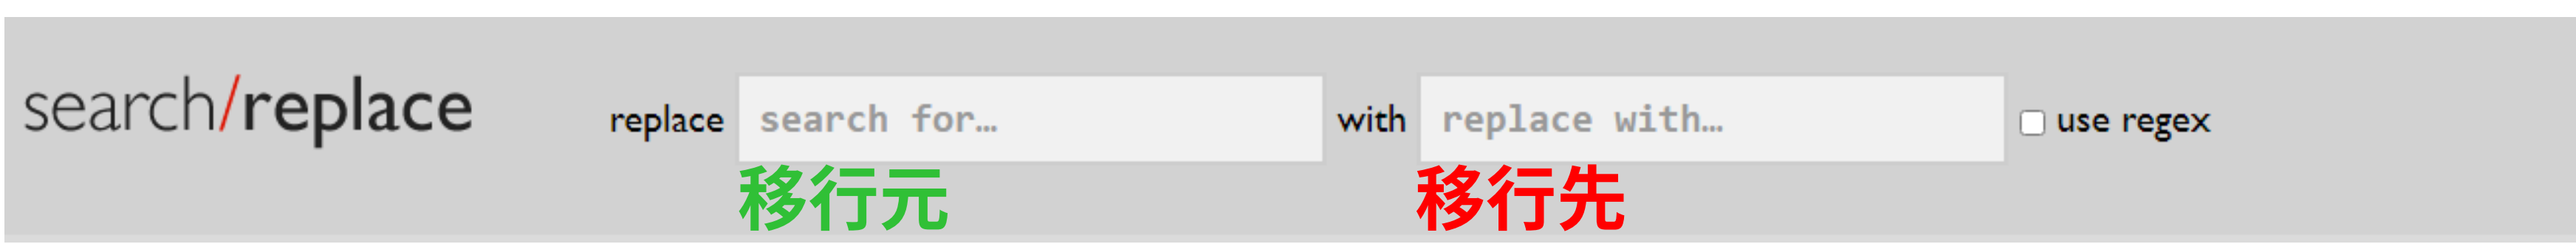 search/replace replace search for… with replace with… use regex
移行元 移行先